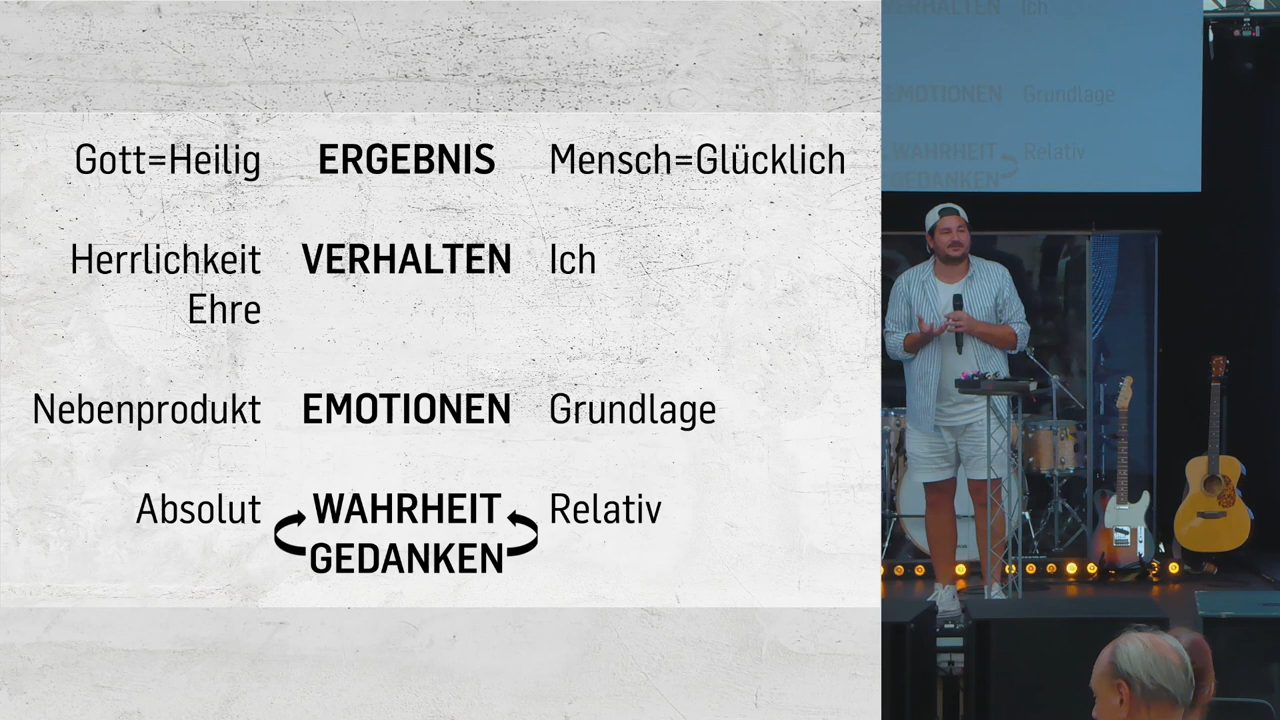 Gott=Heilig ERGEBNIS Mensch=Glücklich
Herrlichkeit VERHALTEN Ich
Ehre
Nebenprodukt EMOTIONEN Grundlage
Absolut WAHRHEIT Relativ
GEDANKEN
VERHALTEN Ich
EMOTIONEN Grundlage
WAHRHEIT Relativ
GEDANKEN